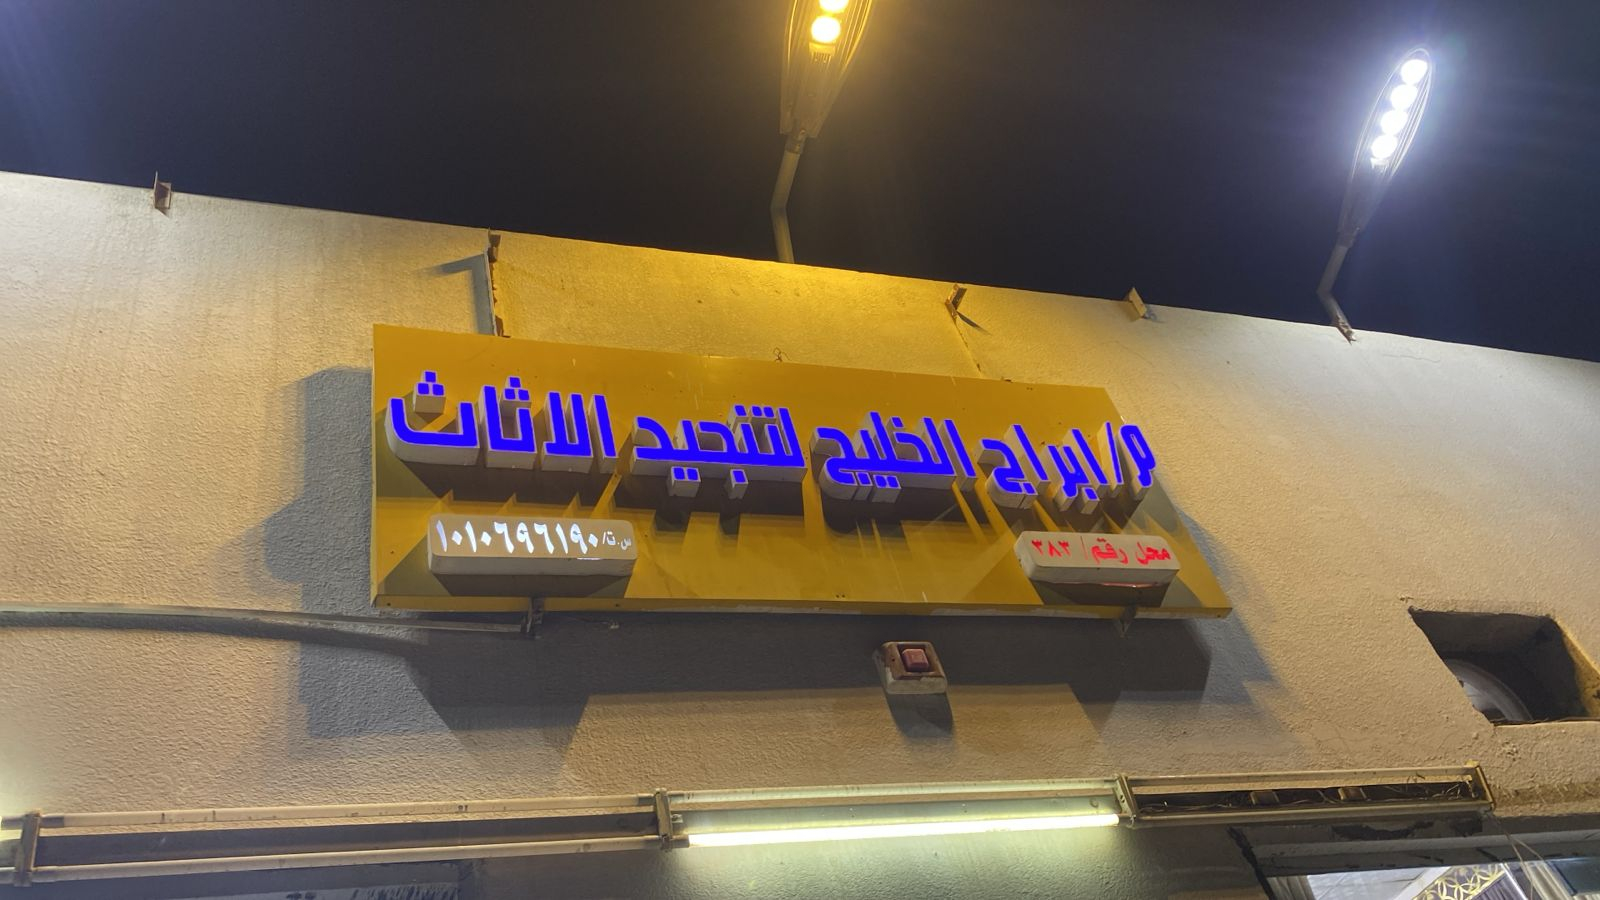 م/ ابراج الخليج لتنجيد الاثاث
محل رقم/ ٣٨٣
س.ت/ ١٠١٠٦٩٦١٩٠